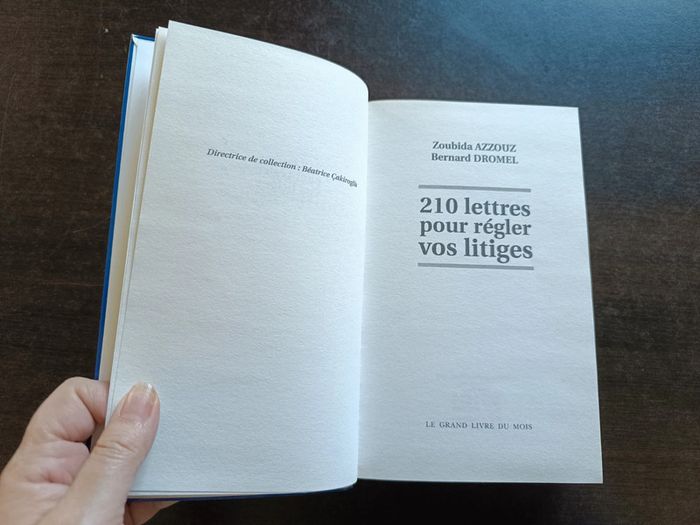 Directrice de collection : Béatrice Çakiroglu
Zoubida AZZOUZ
Bernard DROMEL
210 lettres
pour régler
vos litiges
LE GRAND LIVRE DU MOIS